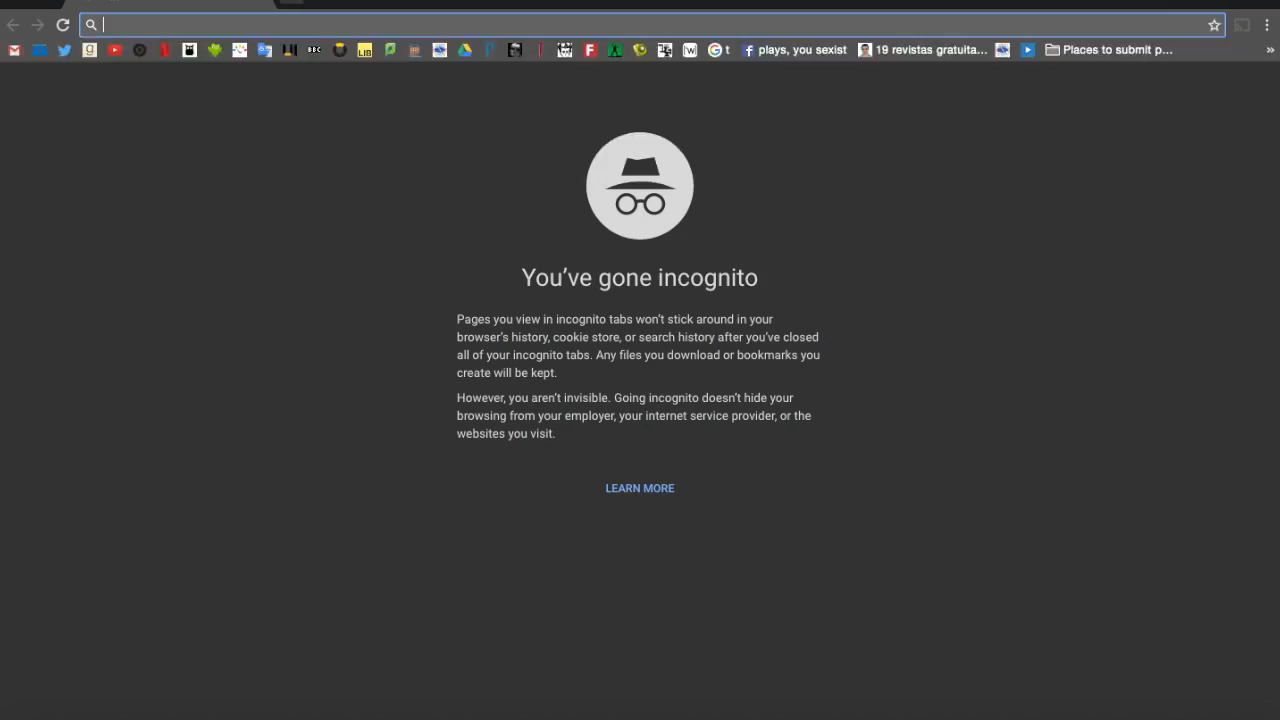 BBC LIB G t f plays, you sexist 19 revistas gratuita... Places to submit p... »
You've gone incognito
Pages you view in incognito tabs won't stick around in your
browser's history, cookie store, or search history after you've closed
all of your incognito tabs. Any files you download or bookmarks you
create will be kept.
However, you aren't invisible. Going incognito doesn't hide your
browsing from your employer, your internet service provider, or the
websites you visit.
LEARN MORE